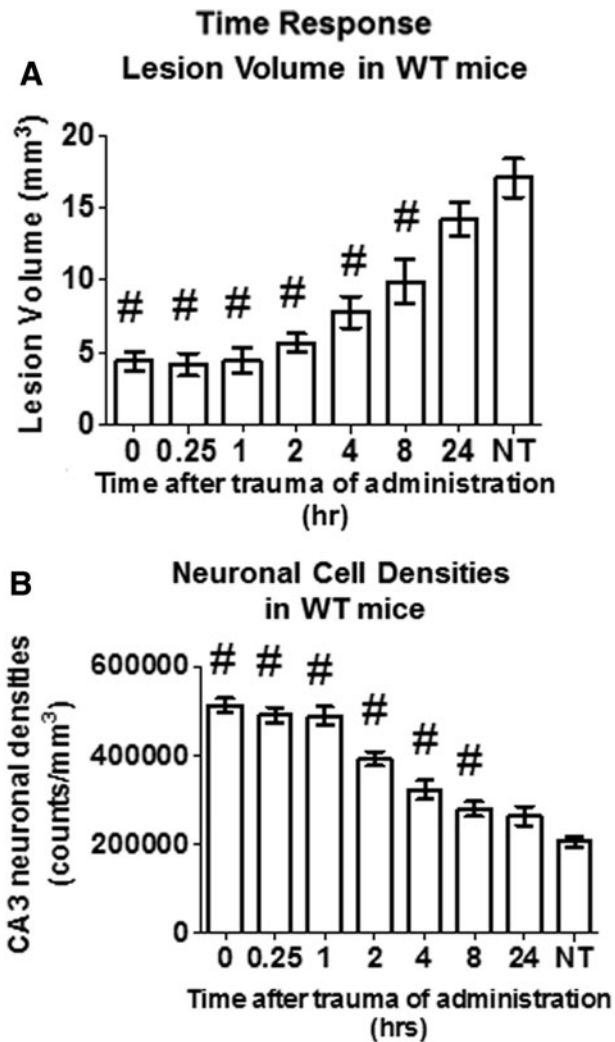 Time Response
A
Lesion Volume in WT mice
Lesion Volume (mm³)
20
15
10
5
0
# # # # # #
0 0.25 1 2 4 8 24 NT
Time after trauma of administration
(hr)
B
Neuronal Cell Densities
in WT mice
CA3 neuronal densities
(counts/mm³)
600000
400000
200000
0
# # # # # #
0 0.25 1 2 4 8 24 NT
Time after trauma of administration
(hrs)